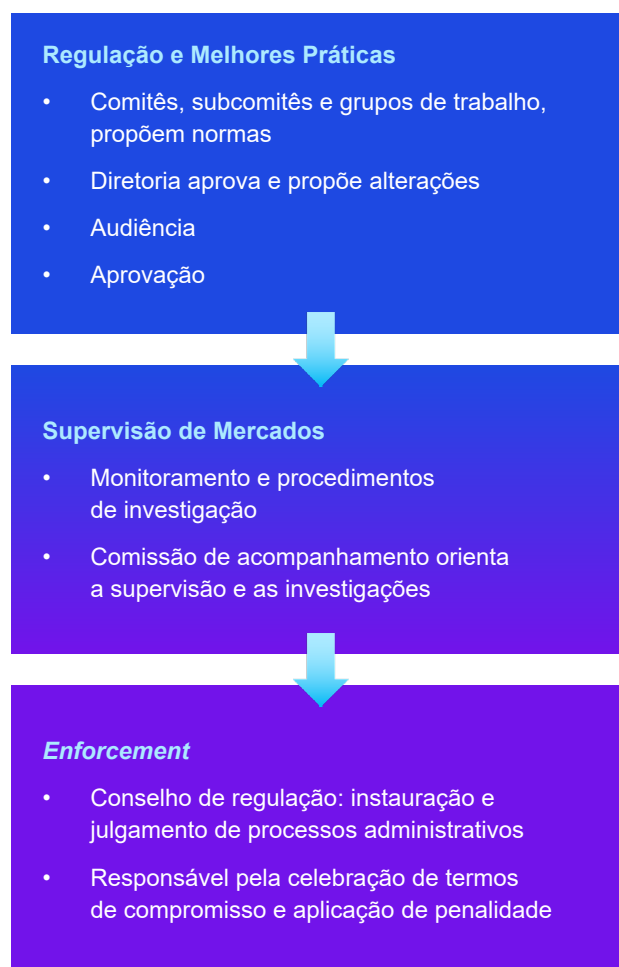 Regulação e Melhores Práticas
• Comitês, subcomitês e grupos de trabalho,
propõem normas
• Diretoria aprova e propõe alterações
• Audiência
• Aprovação
Supervisão de Mercados
• Monitoramento e procedimentos
de investigação
• Comissão de acompanhamento orienta
a supervisão e as investigações
Enforcement
• Conselho de regulação: instauração e
julgamento de processos administrativos
• Responsável pela celebração de termos
de compromisso e aplicação de penalidade